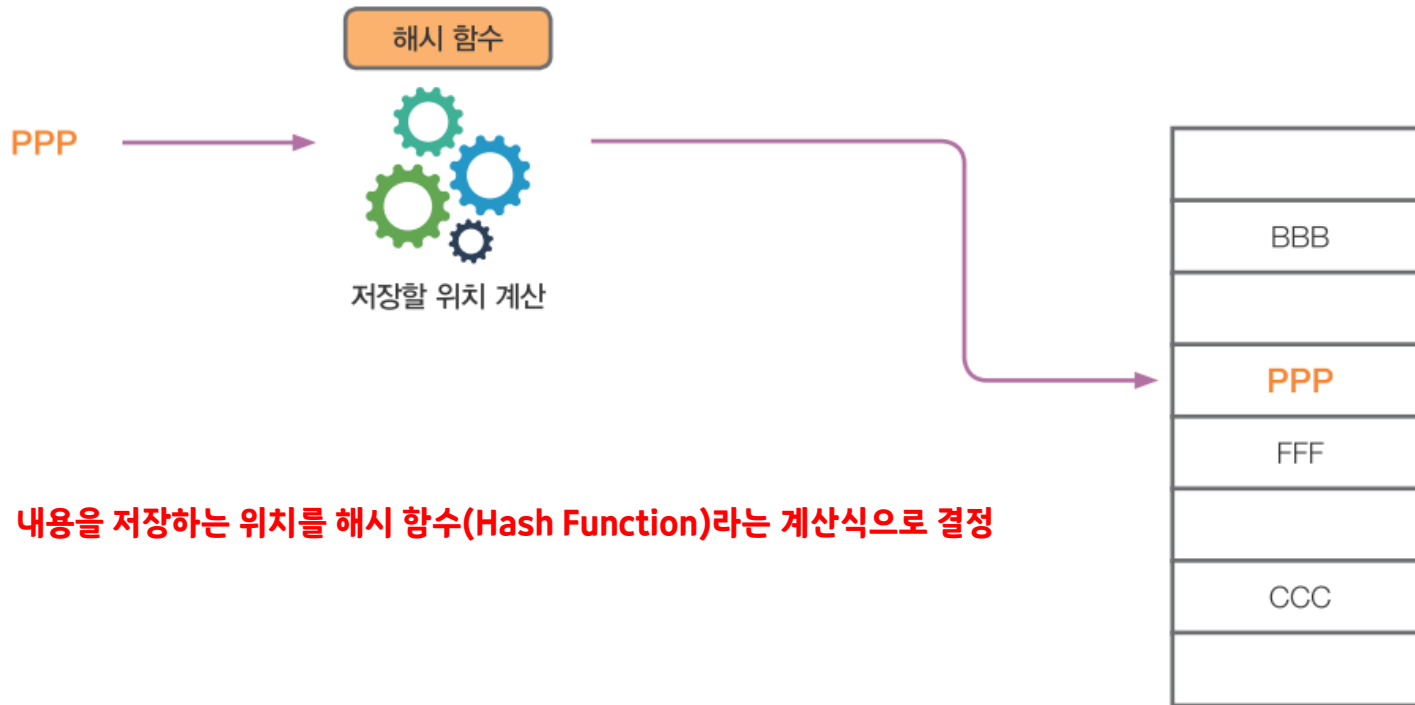 해시 함수
PPP
저장할 위치 계산
BBB
PPP
FFF
내용을 저장하는 위치를 해시 함수(Hash Function)라는 계산식으로 결정
CCC